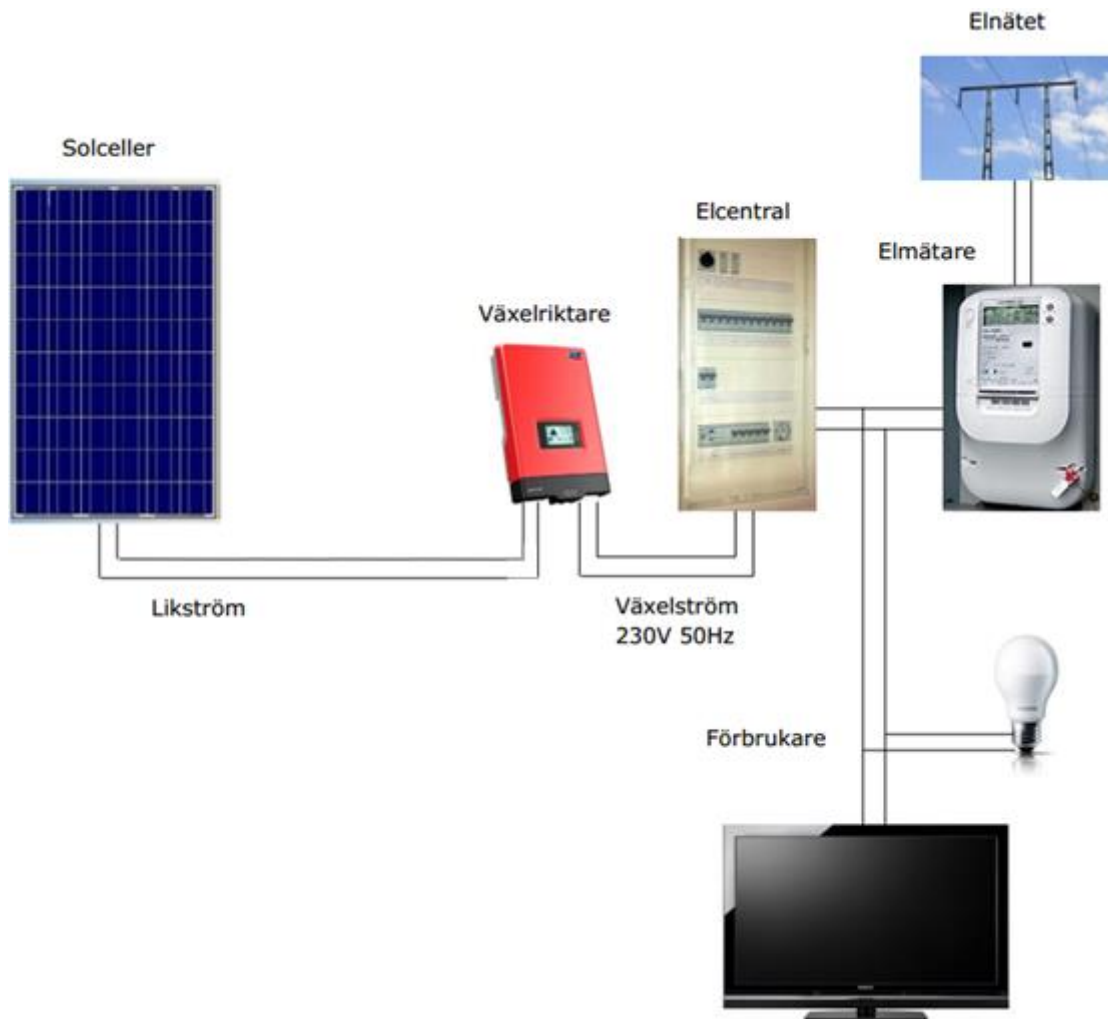 Elnätet
Solceller
Elcentral
Elmätare
Växelriktare
Likström
Växelström
230V 50Hz
Förbrukare